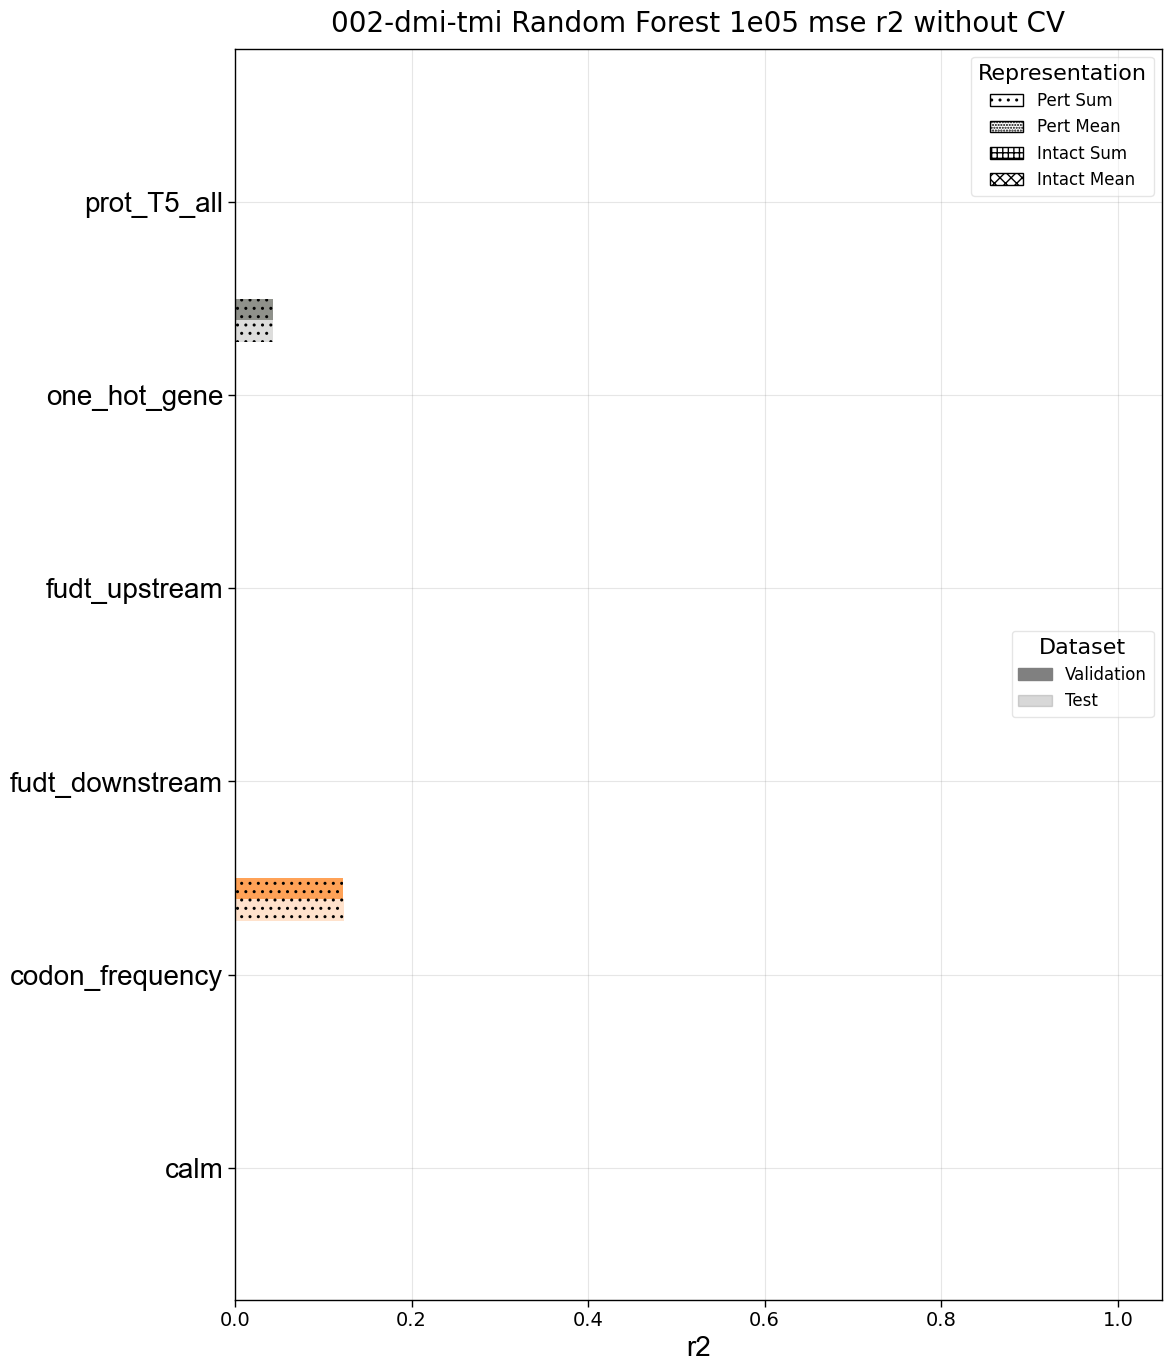 002-dmi-tmi Random Forest 1e05 mse r2 without CV
Representation
Pert Sum
Pert Mean
Intact Sum
Intact Mean
prot_T5_all
one_hot_gene
fudt_upstream
Dataset
Validation
Test
fudt_downstream
codon_frequency
calm
0.0 0.2 0.4 0.6 0.8 1.0
r2